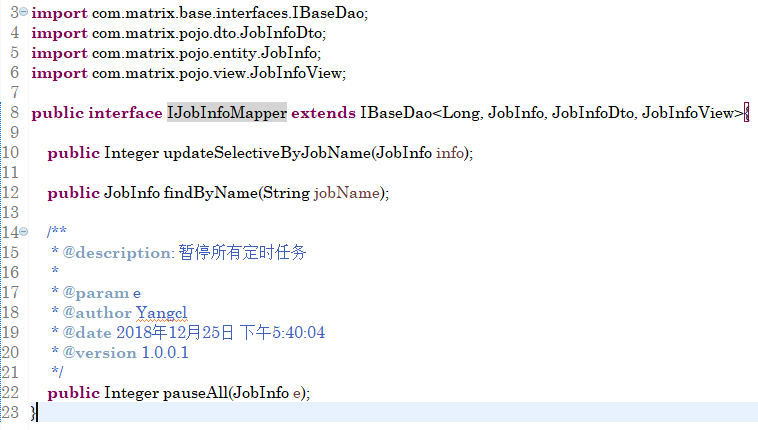 3 import com.matrix.base.interfaces.IBaseDao;
4 import com.matrix.pojo.dto.JobInfoDto;
5 import com.matrix.pojo.entity.JobInfo;
6 import com.matrix.pojo.view.JobInfoView;
7
8 public interface IJobInfoMapper extends IBaseDao<Long, JobInfo, JobInfoDto, JobInfoView>{
9
10 public Integer updateSelectiveByJobName(JobInfo info);
11
12 public JobInfo findByName(String jobName);
13
14 /**
15 * @description: 暂停所有定时任务
16 *
17 * @param e
18 * @author Yangcl
19 * @date 2018年12月25日 下午5:40:04
20 * @version 1.0.0.1
21 */
22 public Integer pauseAll(JobInfo e);
23 }